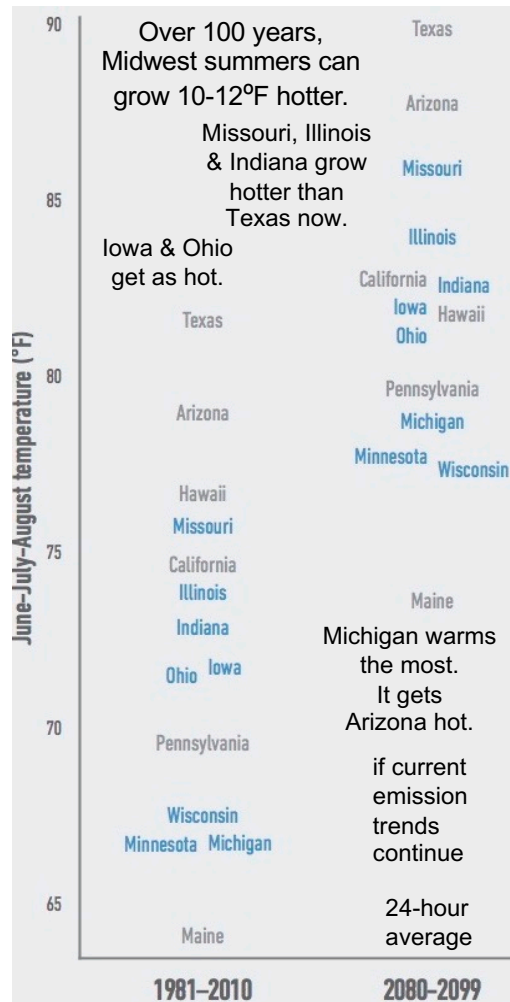 90
Over 100 years,
Midwest summers can
grow 10-12ºF hotter.
Missouri, Illinois
& Indiana grow
hotter than
Texas now.
Iowa & Ohio
get as hot.
85
80
75
70
65
June–July–August temperature (°F)
Texas
Arizona
Hawaii
Missouri
California
Illinois
Indiana
Ohio Iowa
Pennsylvania
Wisconsin
Minnesota Michigan
Maine
1981–2010
Texas
Arizona
Missouri
Illinois
California Indiana
Iowa Hawaii
Ohio
Pennsylvania
Michigan
Minnesota Wisconsin
Maine
Michigan warms
the most.
It gets
Arizona hot.
if current
emission
trends
continue
24-hour
average
2080–2099